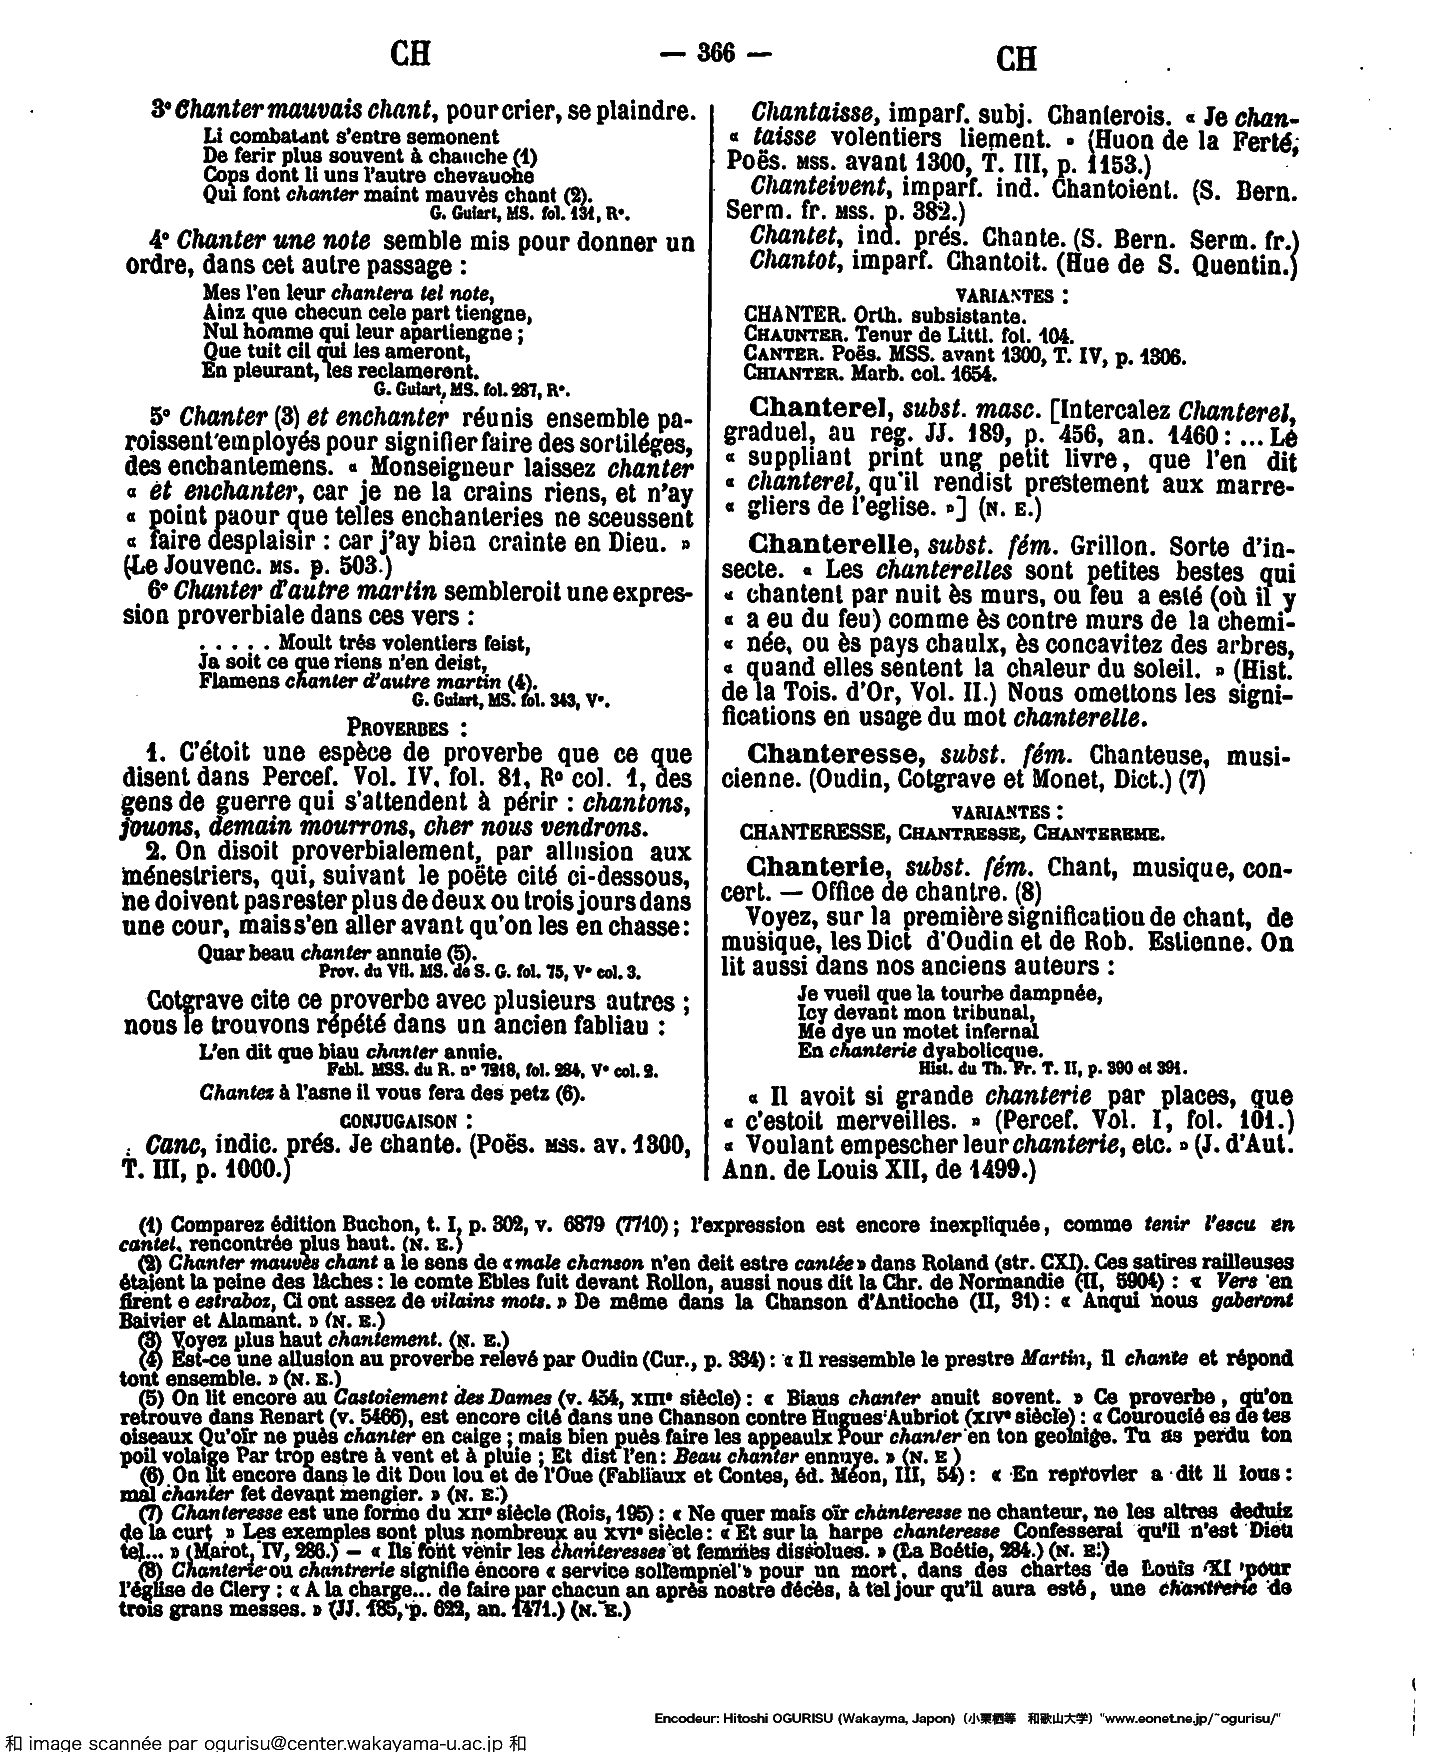 CH
— 366 —
CH
3° Chanter mauvais chant, pour crier, se plaindre.
Li combatant s'entre semonent
De ferir plus souvent à chauche (1)
Cops dont li uns l'autre chevauche
Qui font chanter maint mauvès chant (2).
G. Guiart, MS. fol. 131, R°.
4° Chanter une note semble mis pour donner un
ordre, dans cet autre passage :
Mes l'en leur chantera tel note,
Ainz que checun cele part tiengne,
Nul homme qui leur apartiengne ;
Que tuit cil qui les ameront,
En pleurant, les reclameront.
G. Guiart, MS. fol. 287, R°.
5° Chanter (3) et enchanter réunis ensemble pa-
roissent employés pour signifier faire des sortiléges,
des enchantemens. « Monseigneur laissez chanter
« et enchanter, car je ne la crains riens, et n'ay
« point paour que telles enchanteries ne sceussent
« faire desplaisir : car j'ay bien crainte en Dieu. »
(Le Jouvenc. MS. p. 503.)
6° Chanter d'autre martin sembleroit une expres-
sion proverbiale dans ces vers :
. . . . . Moult trés volentiers feist,
Ja soit ce que riens n'en deist,
Flamens chanter d'autre martin (4).
G. Guiart, MS. fol. 343, V°.
PROVERBES :
1. C'étoit une espèce de proverbe que ce que
disent dans Percef. Vol. IV, fol. 81, R° col. 1, des
gens de guerre qui s'attendent à périr : chantons,
jouons, demain mourrons, cher nous vendrons.
2. On disoit proverbialement, par allusion aux
ménestriers, qui, suivant le poëte cité ci-dessous,
ne doivent pas rester plus de deux ou trois jours dans
une cour, mais s'en aller avant qu'on les en chasse :
Quar beau chanter annuie (5).
Prov. du Vil. MS. de S. G. fol. 75, V° col. 3.
Cotgrave cite ce proverbe avec plusieurs autres ;
nous le trouvons répété dans un ancien fabliau :
L'en dit que biau chanter annie.
Fabl. MSS. du R. n° 7218, fol. 284, V° col. 2.
Chantez à l'asne il vous fera des petz (6).
CONJUGAISON :
Canc, indic. prés. Je chante. (Poës. MSS. av. 1300,
T. III, p. 1000.)
Chantaisse, imparf. subj. Chanterois. « Je chan-
« taisse volentiers liement. » (Huon de la Ferté,
Poës. MSS. avant 1300, T. III, p. 1153.)
Chanteivent, imparf. ind. Chantoient. (S. Bern.
Serm. fr. MSS. p. 382.)
Chantet, ind. prés. Chante. (S. Bern. Serm. fr.)
Chantot, imparf. Chantoit. (Hue de S. Quentin.)
VARIANTES :
CHANTER. Orth. subsistante.
CHAUNTER. Tenur de Littl. fol. 104.
CANTER. Poës. MSS. avant 1300, T. IV, p. 1306.
CHIANTER. Marb. col. 1654.
Chanterel, subst. masc. [Intercalez Chanterel,
graduel, au reg. JJ. 189, p. 456, an. 1460 : ... Le
« suppliant print ung petit livre, que l'en dit
« chanterel, qu'il rendist prestement aux marre-
« gliers de l'eglise. »] (N. E.)
Chanterelle, subst. fém. Grillon. Sorte d'in-
secte. « Les chanterelles sont petites bestes qui
« chantent par nuit ès murs, ou feu a esté (où il y
« a eu du feu) comme ès contre murs de la chemi-
« née, ou ès pays chaulx, ès concavitez des arbres,
« quand elles sentent la chaleur du soleil. » (Hist.
de la Tois. d'Or, Vol. II.) Nous omettons les signi-
fications en usage du mot chanterelle.
Chanteresse, subst. fém. Chanteuse, musi-
cienne. (Oudin, Cotgrave et Monet, Dict.) (7)
VARIANTES :
CHANTERESSE, CHANTRESSE, CHANTEREME.
Chanterie, subst. fém. Chant, musique, con-
cert. — Office de chantre. (8)
Voyez, sur la première signification de chant, de
musique, les Dict d'Oudin et de Rob. Estienne. On
lit aussi dans nos anciens auteurs :
Je vueil que la tourbe dampnée,
Icy devant mon tribunal,
Me dye un motet infernal
En chanterie dyabolicque.
Hist. du Th. Fr. T. II, p. 390 et 391.
« Il avoit si grande chanterie par places, que
« c'estoit merveilles. » (Percef. Vol. I, fol. 101.)
« Voulant empescher leur chanterie, etc. » (J. d'Aut.
Ann. de Louis XII, de 1499.)
(1) Comparez édition Buchon, t. I, p. 302, v. 6879 (7710) ; l'expression est encore inexpliquée, comme tenir l'escu en
cantel, rencontrée plus haut. (N. E.)
(2) Chanter mauvès chant a le sens de « male chanson n'en deit estre cantée » dans Roland (str. CXI). Ces satires railleuses
étaient la peine des lâches : le comte Ebles fuit devant Rollon, aussi nous dit la Chr. de Normandie (II, 5904) : « Vers en
firent e estraboz, Ci ont assez de vilains mots. » De même dans la Chanson d'Antioche (II, 31) : « Anqui nous gaberont
Baivier et Alamant. » (N. E.)
(3) Voyez plus haut chantement. (N. E.)
(4) Est-ce une allusion au proverbe relevé par Oudin (Cur., p. 334) : « Il ressemble le prestre Martin, il chante et répond
tout ensemble. » (N. E.)
(5) On lit encore au Castoiement des Dames (v. 454, XIII° siècle) : « Biaus chanter anuit sovent. » Ce proverbe, qu'on
retrouve dans Renart (v. 5466), est encore cité dans une Chanson contre Hugues Aubriot (XIV° siècle) : « Couroucié es de tes
oiseaux Qu'oïr ne puès chanter en caige ; mais bien puès faire les appeaulx Pour chanter en ton geolaige. Tu as perdu ton
poil volaige Par trop estre à vent et à pluie ; Et dist l'en : Beau chanter ennuye. » (N. E )
(6) On lit encore dans le dit Dou lou et de l'Oue (Fabliaux et Contes, éd. Méon, III, 54) : « En reprovier a dit li lous :
mal chanter fet devant mengier. » (N. E.)
(7) Chanteresse est une forme du XII° siècle (Rois, 195) : « Ne quer mais oïr chanteresse ne chanteur, ne les altres deduiz
de la curt » Les exemples sont plus nombreux au XVI° siècle : « Et sur la harpe chanteresse Confesserai qu'il n'est Dieu
tel... » (Marot, IV, 286.) — « Ils font venir les chanteresses et femmes dissolues. » (La Boétie, 284.) (N. E.)
(8) Chanterie ou chantrerie signifie encore « service sollempnel » pour un mort, dans des chartes de Louis XI pour
l'église de Clery : « A la charge... de faire par chacun an après nostre décès, à tel jour qu'il aura esté, une chantrerie de
trois grans messes. » (JJ. 185, p. 622, an. 1471.) (N. E.)
Encodeur: Hitoshi OGURISU (Wakayma, Japon) (小栗栖等 和歌山大学) "www.eonet.ne.jp/~ogurisu/"
和 image scannée par ogurisu@center.wakayama-u.ac.jp 和